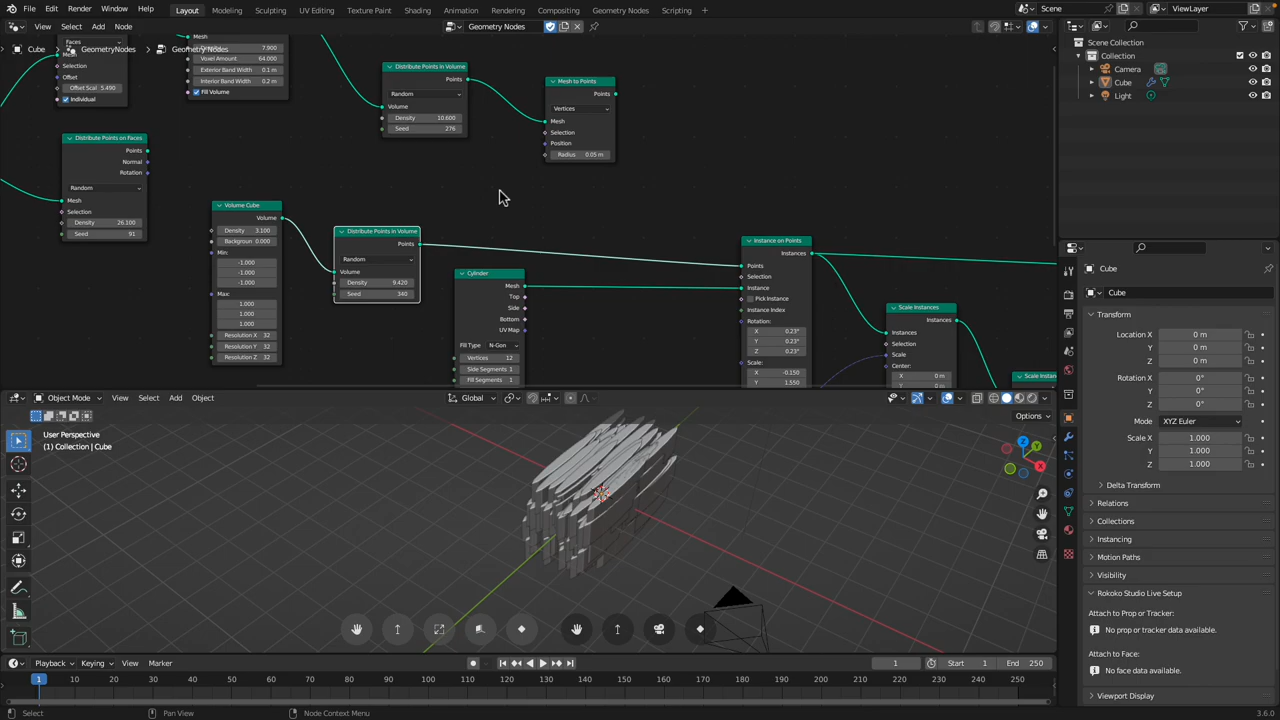 File Edit Render Window Help Layout Modeling Sculpting UV Editing Texture Paint Shading Animation Rendering Compositing Geometry Nodes Scripting Scene ViewLayer
View Select Add Node Geometry Nodes
Cube GeometryNodes Geometry Nodes
Faces
Mesh
Selection
Offset
Offset Scal 5.490
Individual
Density 7.900
Voxel Amount 64.000
Exterior Band Width 0.1 m
Interior Band Width 0.2 m
Fill Volume
Distribute Points in Volume
Points
Random
Volume
Density 10.600
Seed 276
Mesh to Points
Points
Vertices
Mesh
Selection
Position
Radius 0.05 m
Distribute Points on Faces
Points
Normal
Rotation
Random
Mesh
Selection
Density 26.100
Seed 91
Volume Cube
Volume
Density 3.100
Backgroun 0.000
Min:
-1.000
-1.000
-1.000
Max:
1.000
1.000
1.000
Resolution X 32
Resolution Y 32
Resolution Z 32
Distribute Points in Volume
Points
Random
Volume
Density 9.420
Seed 340
Cylinder
Mesh
Top
Side
Bottom
UV Map
Fill Type N-Gon
Vertices 12
Side Segments 1
Fill Segments 1
Instance on Points
Instances
Points
Selection
Instance
Pick Instance
Instance Index
Rotation:
X 0.23°
Y 0.23°
Z 0.23°
Scale:
X -0.150
Y 1.550
Scale Instances
Instances
Instances
Selection
Scale
Center:
X 0 m
Y 0 m
Scale Instan
Object Mode View Select Add Object Global
Options
User Perspective
(1) Collection | Cube
Z
Y
X
Playback Keying View Marker 1 Start 1 End 250
1 10 20 30 40 50 60 70 80 90 100 110 120 130 140 150 160 170 180 190 200 210 220 230 240 250
Select Pan View Node Context Menu 3.6.0
Scene Collection
Collection
Camera
Cube
Light
Cube
Cube
Transform
Location X 0 m
Y 0 m
Z 0 m
Rotation X 0°
Y 0°
Z 0°
Mode XYZ Euler
Scale X 1.000
Y 1.000
Z 1.000
Delta Transform
Relations
Collections
Instancing
Motion Paths
Visibility
Rokoko Studio Live Setup
Attach to Prop or Tracker:
No prop or tracker data available.
Attach to Face:
No face data available.
Viewport Display